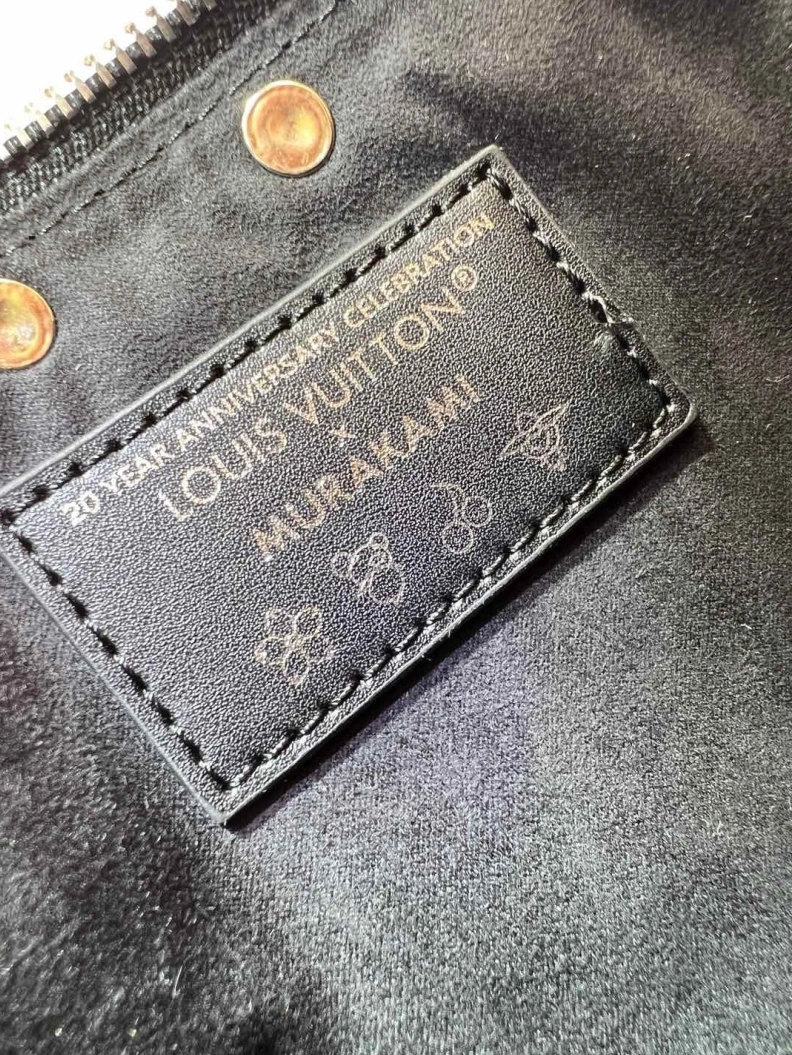 20 YEAR ANNIVERSARY CELEBRATION
LOUIS VUITTON®
X
MURAKAMI